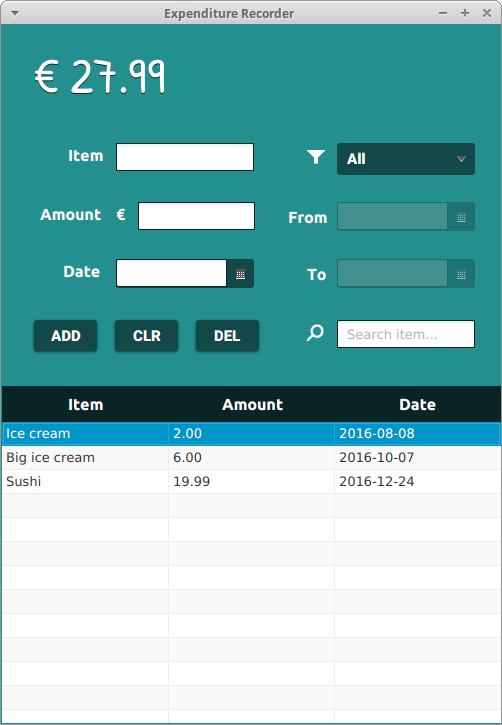 Expenditure Recorder
€ 27.99
Item
All
Amount €
From
Date
To
ADD CLR DEL
Search item...
Item Amount Date
Ice cream 2.00 2016-08-08
Big ice cream 6.00 2016-10-07
Sushi 19.99 2016-12-24